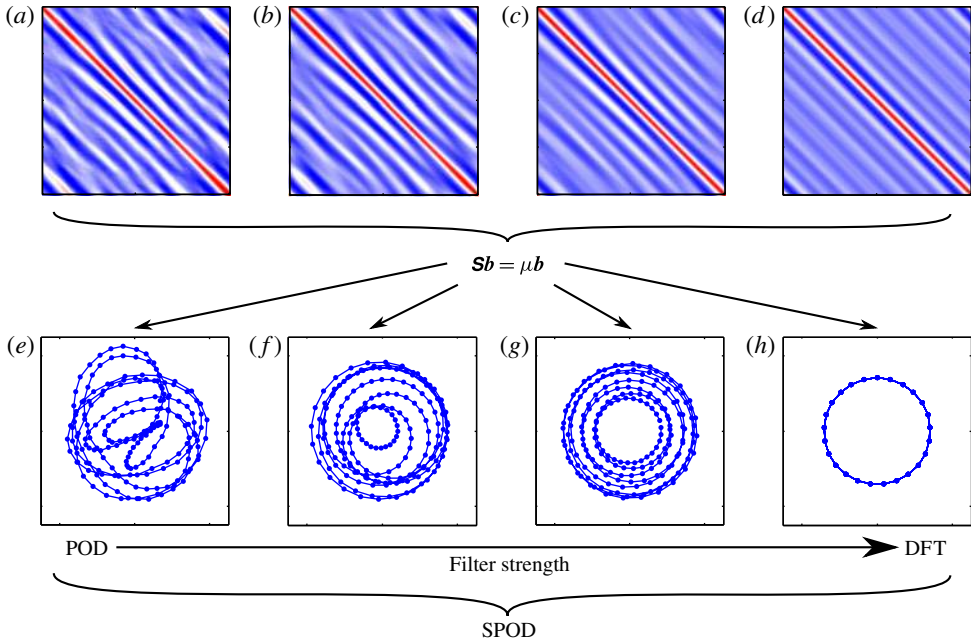 (a) (b) (c) (d)
Sb = μb
(e) (f) (g) (h)
POD DFT
Filter strength
SPOD